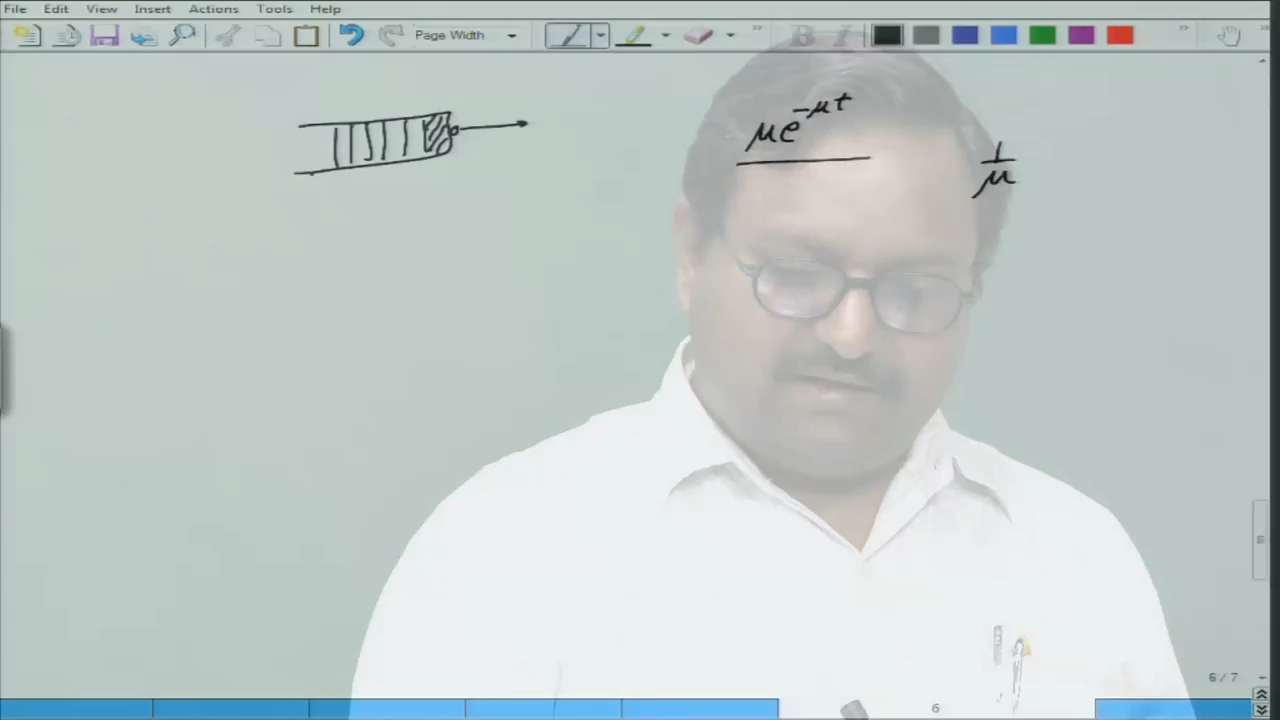 File Edit View Insert Actions Tools Help
Page Width
B I
μe^{-μt}
1/μ
6 / 7
6